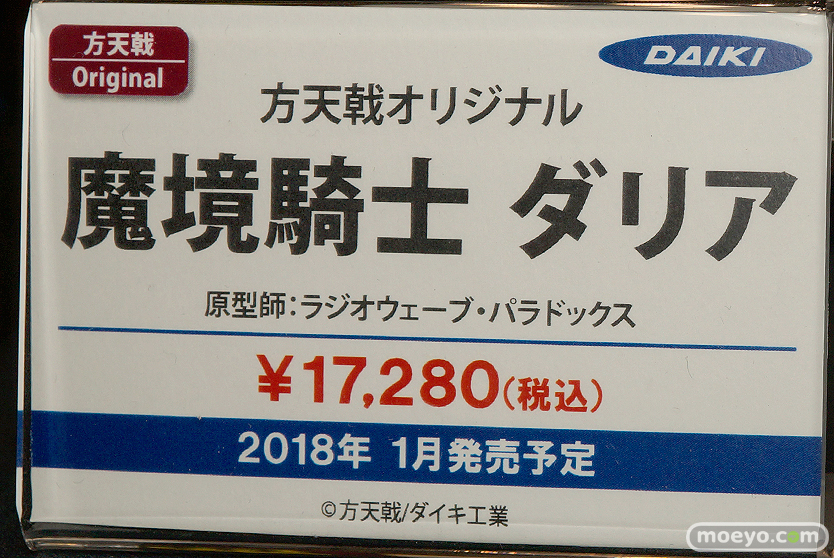 方天戟
Original
DAIKI
方天戟オリジナル
魔境騎士 ダリア
原型師：ラジオウェーブ・パラドックス
¥17,280(税込)
2018年 1月発売予定
©方天戟/ダイキ工業
moeyo.com